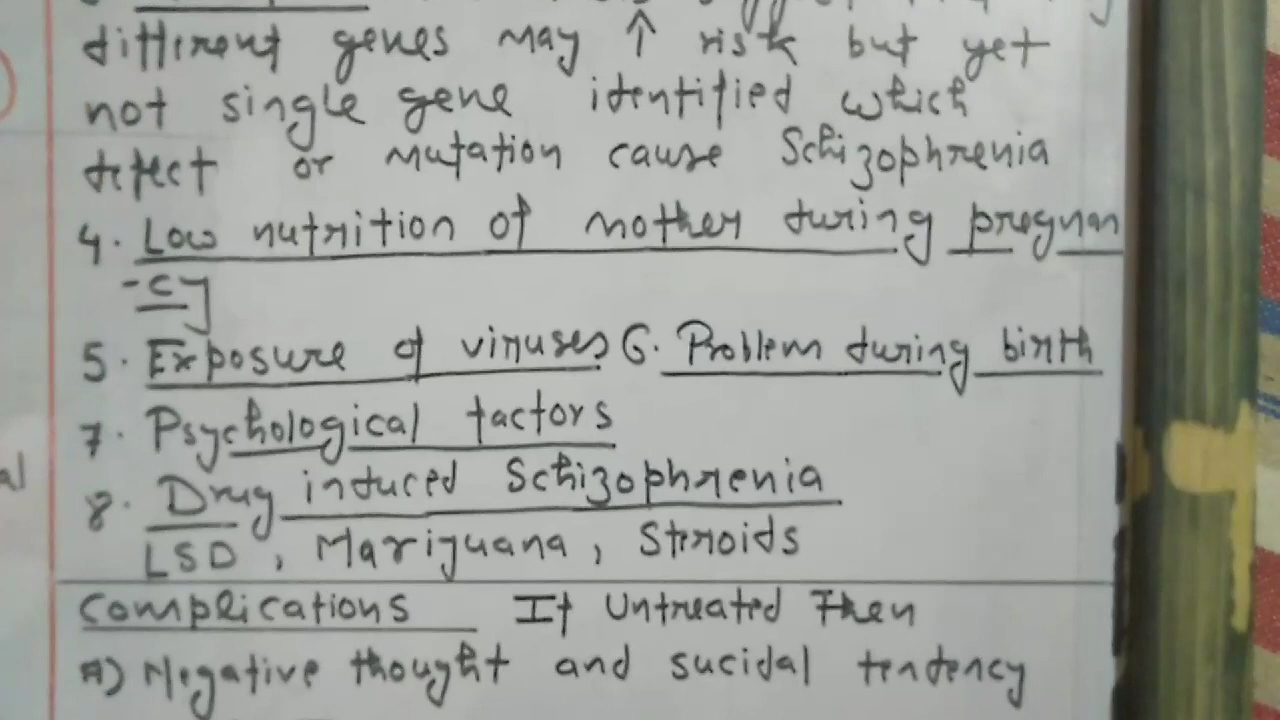 different genes may ↑ risk but yet
not single gene identified which
defect or mutation cause Schizophrenia
4. Low nutrition of mother during pregnan
-cy
5. Exposure of viruses 6. Problem during birth
7. Psychological factors
8. Drug induced Schizophrenia
LSD, Marijuana, Steroids
Complications If Untreated Then
A) Negative thought and sucidal tendency